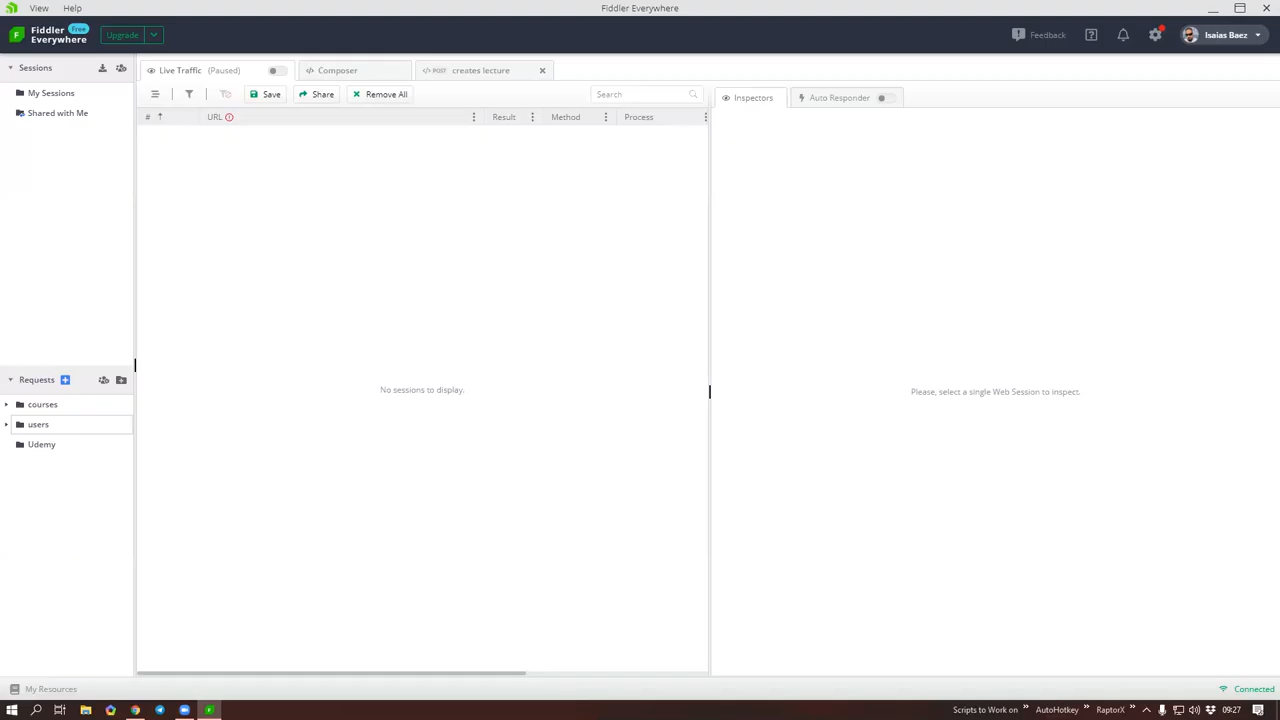 View Help Fiddler Everywhere
Fiddler Everywhere Free Upgrade Feedback Isaias Baez
Sessions
My Sessions
Shared with Me
Live Traffic (Paused) Composer POST creates lecture
Save Share Remove All Search
# URL Result Method Process
No sessions to display.
Inspectors Auto Responder
Please, select a single Web Session to inspect.
Requests
courses
users
Udemy
My Resources Connected
Scripts to Work on » AutoHotkey » RaptorX » 09:27